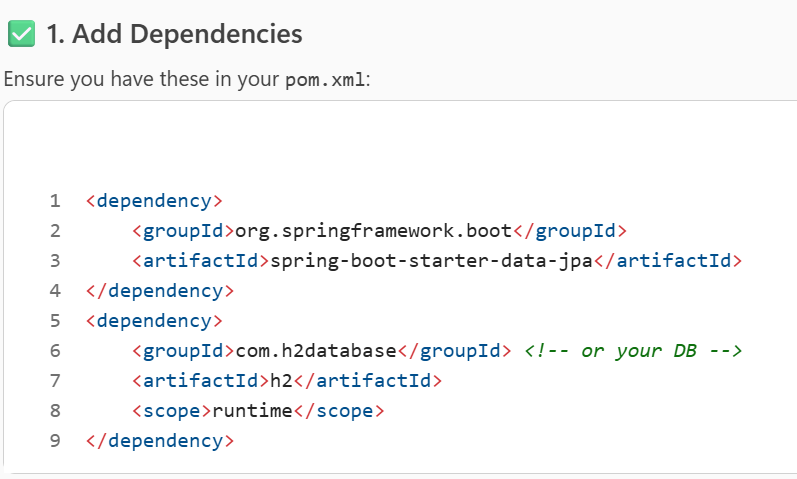 ✅ 1. Add Dependencies
Ensure you have these in your pom.xml:
1 <dependency>
2     <groupId>org.springframework.boot</groupId>
3     <artifactId>spring-boot-starter-data-jpa</artifactId>
4 </dependency>
5 <dependency>
6     <groupId>com.h2database</groupId> <!-- or your DB -->
7     <artifactId>h2</artifactId>
8     <scope>runtime</scope>
9 </dependency>